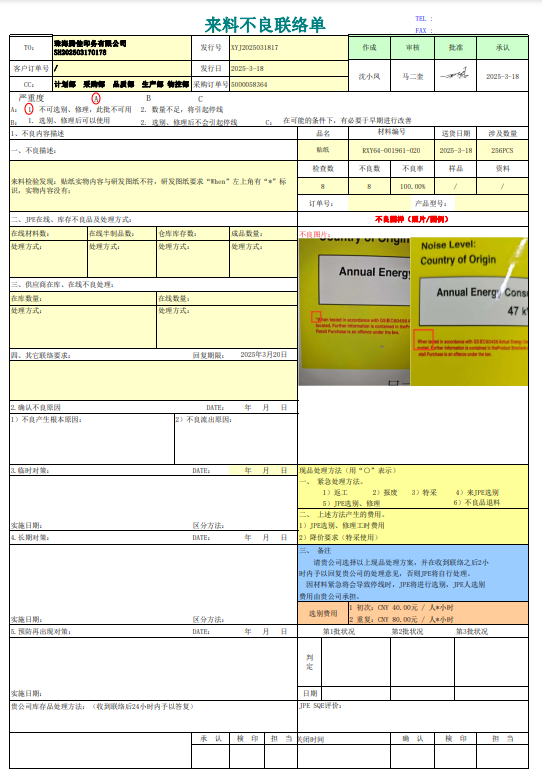 来料不良联络单
TEL :
FAX :
TO: 珠海腾佳印务有限公司 SH202503170178 发行号 XYJ2025031817 作成 审核 批准 承认
客户订单号 / 发行日 2025-3-18 沈小凤 马二奎 2025-3-18
CC: 计划部 采购部 品质部 生产部 物控部 采购订单号 5000058364
严重度 A B C
A: 1. 不可选别、修理，此批不可用 2. 数量不足，将引起停线
B: 1. 选别、修理后可以使用 2. 选别、修理后不会引起停线 C: 在可能的条件下，有必要于早期进行改善
1、不良内容描述 品名 材料编号 送货日期 涉及数量
一、不良描述: 贴纸 RXY64-001961-020 2025-3-18 256PCS
来料检验发现：贴纸实物内容与研发图纸不符，研发图纸要求“When”左上角有“*”标识，实物内容没有;
检查数 不良数 不良率 样品 资料
8 8 100.00% / /
订单号: 产品型号:
二、JPE在线、库存不良品及处理方式: 不良图样（照片/图例）
在线材料数: 在线半制品数: 仓库库存数: 成品数量: 不良图片:
处理方式: 处理方式: 处理方式: 处理方式:
Country of Origin
Annual Energy
Noise Level:
Country of Origin
Annual Energy Cons
47 k
三、供应商在库、在线不良处理:
在库数量: 在线数量:
处理方式: 处理方式:
四、其它联络要求: 回复期限: 2025年3月20日
2.确认不良原因 DATE: 年 月 日
1）不良产生根本原因: 2）不良流出原因:
3.临时对策: DATE: 年 月 日
实施日期: 区分方法:
现品处理方法（用“〇”表示）
一、 紧急处理方法。
1）返工 2）报废 3）特采 4）来JPE选别
5）JPE选别、修理 6）不良品退料
二、 上述方法产生的费用。
1）JPE选别、修理工时费用
2）降价要求（特采使用）
4.长期对策: DATE: 年 月 日
实施日期: 区分方法:
三、 备注
请贵公司选择以上现品处理方案，并在收到联络之后2小
时内予以回复贵公司的处理意见，否则JPE将自行处理。
因材料紧急将会导致停线时，JPE将进行选别，JPE人选别
费用由贵公司承担。
选别费用 1 初次: CNY 40.00元 / 人*小时
2 重复: CNY 80.00元 / 人*小时
5.预防再出现对策: DATE: 年 月 日
实施日期:
第1批状况 第2批状况 第3批状况
判定
日期
贵公司库存品处理方法:（收到联络后24小时内予以答复） JPE SQE评价:
承 认 检 印 担 当 关闭时间 确 认 检 印 担 当